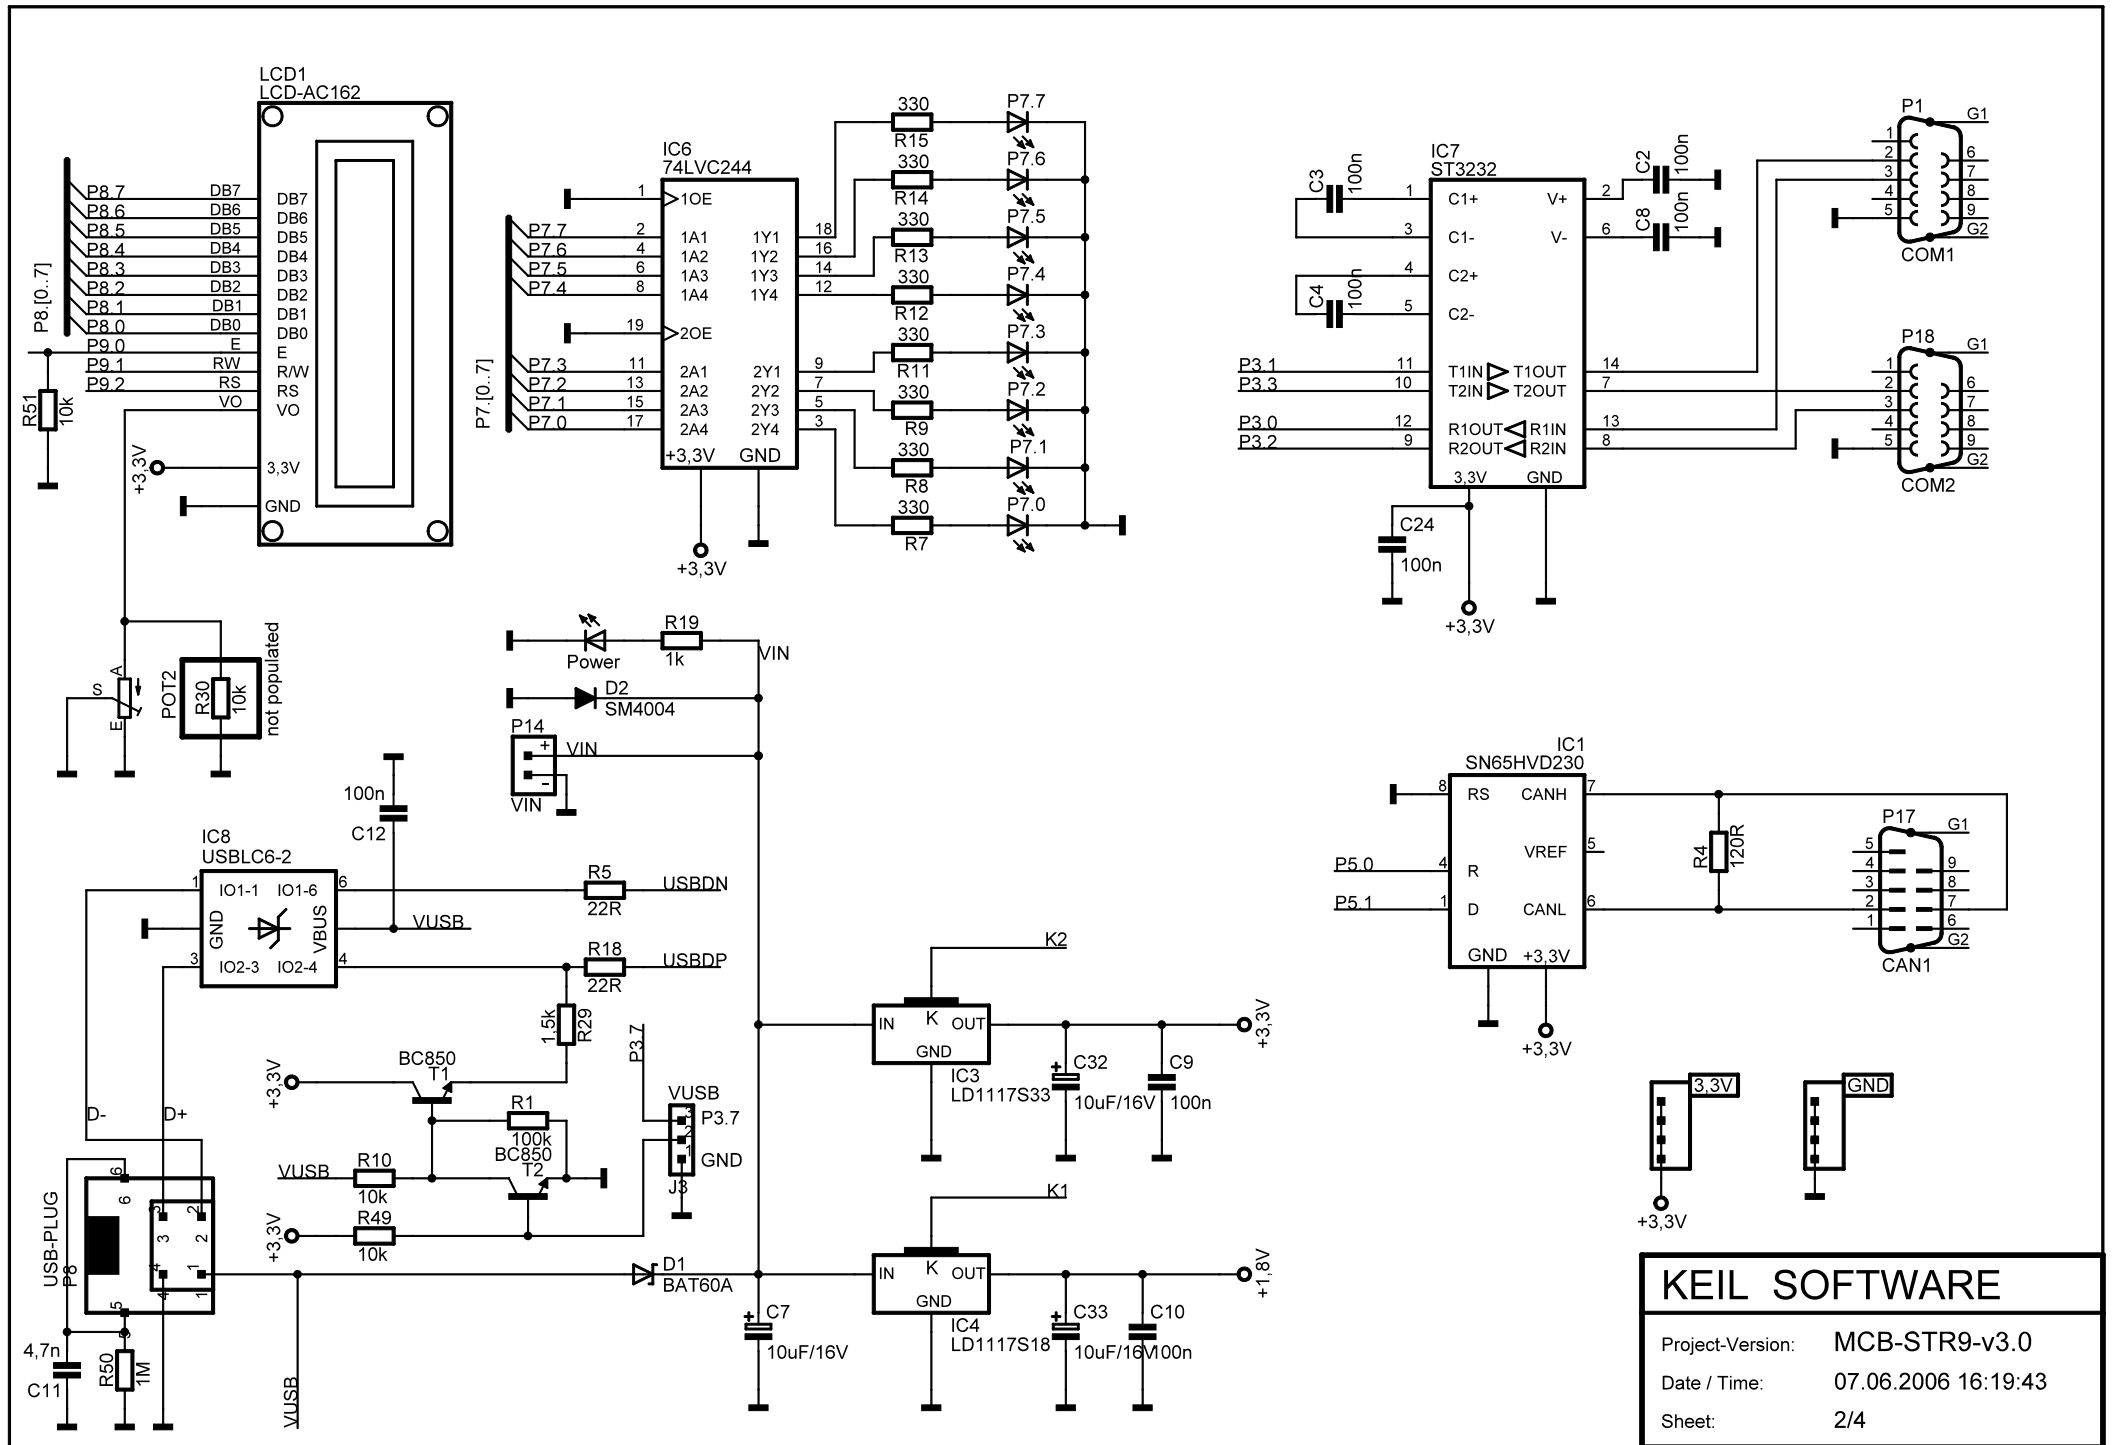 LCD1
LCD-AC162
P8.[0..7]
P8.7 DB7 DB7
P8.6 DB6 DB6
P8.5 DB5 DB5
P8.4 DB4 DB4
P8.3 DB3 DB3
P8.2 DB2 DB2
P8.1 DB1 DB1
P8.0 DB0 DB0
P9.0 E E
P9.1 RW R/W
P9.2 RS RS
VO VO
R51
10k
+3,3V
3,3V
GND
A
S
E
POT2
R30
10k
not populated
IC6
74LVC244
P7.[0..7]
1 1OE
P7.7 2 1A1 1Y1 18
P7.6 4 1A2 1Y2 16
P7.5 6 1A3 1Y3 14
P7.4 8 1A4 1Y4 12
19 2OE
P7.3 11 2A1 2Y1 9
P7.2 13 2A2 2Y2 7
P7.1 15 2A3 2Y3 5
P7.0 17 2A4 2Y4 3
+3,3V GND
+3,3V
330 P7.7
R15
330 P7.6
R14
330 P7.5
R13
330 P7.4
R12
330 P7.3
R11
330 P7.2
R9
330 P7.1
R8
330 P7.0
R7
IC7
ST3232
C3
100n
C4
100n
C2
100n
C8
100n
1 C1+ V+ 2
3 C1- V- 6
4 C2+
5 C2-
P3.1 11 T1IN T1OUT 14
P3.3 10 T2IN T2OUT 7
P3.0 12 R1OUT R1IN 13
P3.2 9 R2OUT R2IN 8
3,3V GND
C24
100n
+3,3V
P1
G1
1
2 6
3 7
4 8
5 9
G2
COM1
P18
G1
1
2 6
3 7
4 8
5 9
G2
COM2
R19
Power 1k
VIN
D2
SM4004
P14
+ VIN
-
VIN
100n
C12
IC8
USBLC6-2
1 IO1-1 IO1-6 6
GND VBUS
3 IO2-3 IO2-4 4
VUSB
R5
22R
USBDN
R18
22R
USBDP
1,5k
R29
P3.7
+3,3V
BC850
T1
R1
100k
BC850
T2
VUSB R10
10k
+3,3V R49
10k
VUSB
3 P3.7
2
1 GND
J3
D- D+
USB-PLUG
P8
6
6
3 2
3 2
4 1
4 1
5
5
4,7n
C11
R50
1M
VUSB
D1
BAT60A
C7
10uF/16V
K2
IN K OUT
GND
IC3
LD1117S33
C32
10uF/16V
C9
100n
+3,3V
K1
IN K OUT
GND
IC4
LD1117S18
C33
10uF/16V
C10
100n
+1,8V
IC1
SN65HVD230
8 RS CANH 7
VREF 5
P5.0 4 R
P5.1 1 D CANL 6
GND +3,3V
+3,3V
R4
120R
P17
G1
5
4 9
3 8
2 7
1 6
G2
CAN1
3,3V
+3,3V
GND
KEIL SOFTWARE
Project-Version: MCB-STR9-v3.0
Date / Time: 07.06.2006 16:19:43
Sheet: 2/4